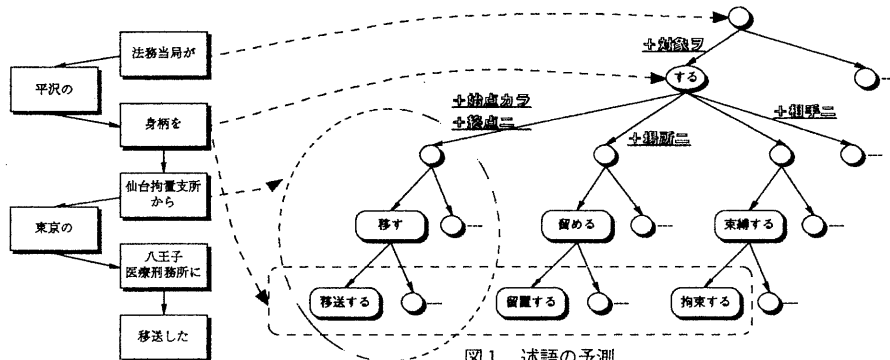 法務当局が
平沢の
身柄を
仙台拘置支所
から
東京の
八王子
医療刑務所に
移送した
+対象ヲ
する
+始点カラ
+終点ニ
+場所ニ
+相手ニ
移す
留める
束縛する
移送する
留置する
拘束する
図1 述語の予測